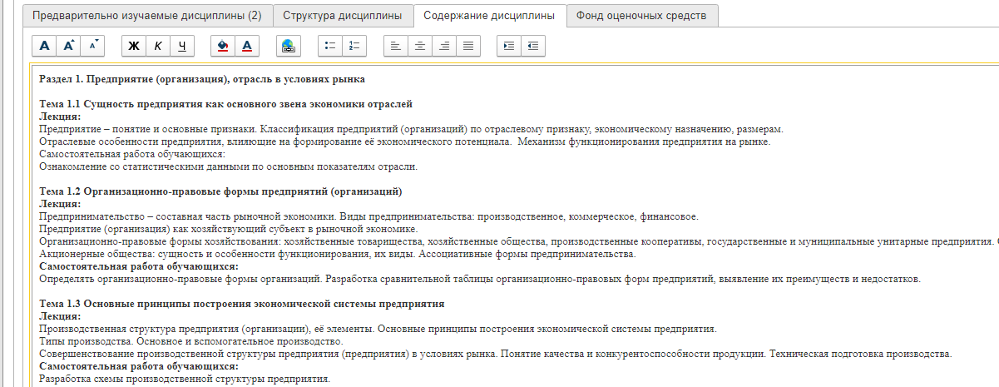 Предварительно изучаемые дисциплины (2) Структура дисциплины Содержание дисциплины Фонд оценочных средств
A A A Ж К Ч A
Раздел 1. Предприятие (организация), отрасль в условиях рынка
Тема 1.1 Сущность предприятия как основного звена экономики отраслей
Лекция:
Предприятие – понятие и основные признаки. Классификация предприятий (организаций) по отраслевому признаку, экономическому назначению, размерам.
Отраслевые особенности предприятия, влияющие на формирование её экономического потенциала.  Механизм функционирования предприятия на рынке.
Самостоятельная работа обучающихся:
Ознакомление со статистическими данными по основным показателям отрасли.
Тема 1.2 Организационно-правовые формы предприятий (организаций)
Лекция:
Предпринимательство – составная часть рыночной экономики. Виды предпринимательства: производственное, коммерческое, финансовое.
Предприятие (организация) как хозяйствующий субъект в рыночной экономике.
Организационно-правовые формы хозяйствования: хозяйственные товарищества, хозяйственные общества, производственные кооперативы, государственные и муниципальные унитарные предприятия.
Акционерные общества: сущность и особенности функционирования, их виды. Ассоциативные формы предпринимательства.
Самостоятельная работа обучающихся:
Определять организационно-правовые формы организаций. Разработка сравнительной таблицы организационно-правовых форм предприятий, выявление их преимуществ и недостатков.
Тема 1.3 Основные принципы построения экономической системы предприятия
Лекция:
Производственная структура предприятия (организации), её элементы. Основные принципы построения экономической системы предприятия.
Типы производства. Основное и вспомогательное производство.
Совершенствование производственной структуры предприятия (предприятия) в условиях рынка. Понятие качества и конкурентоспособности продукции. Техническая подготовка производства.
Самостоятельная работа обучающихся:
Разработка схемы производственной структуры предприятия.